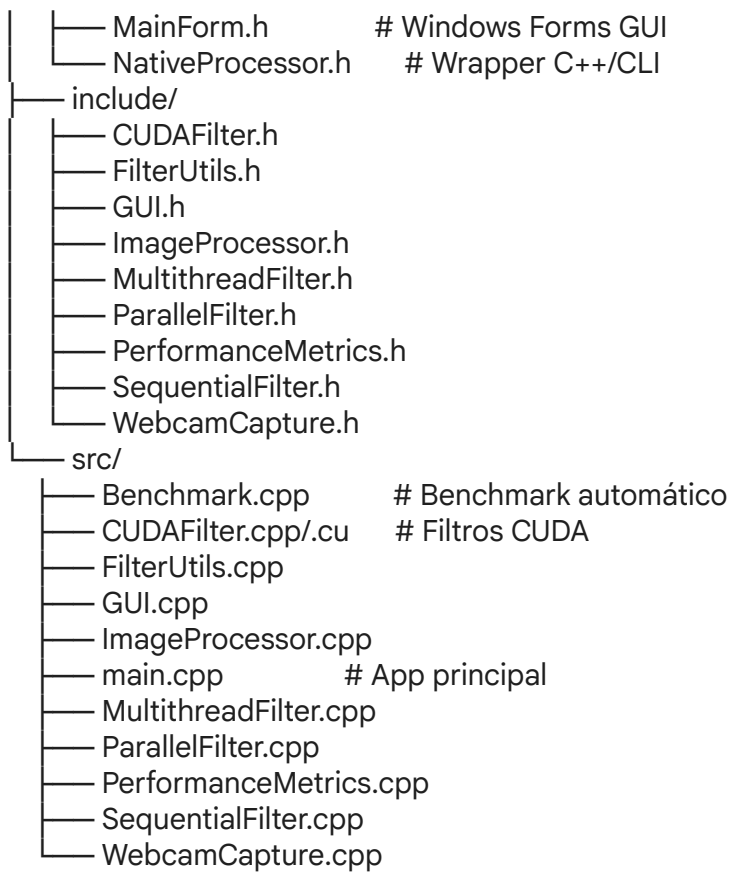 │   ├── MainForm.h          # Windows Forms GUI
│   └── NativeProcessor.h   # Wrapper C++/CLI
├── include/
│   ├── CUDAFilter.h
│   ├── FilterUtils.h
│   ├── GUI.h
│   ├── ImageProcessor.h
│   ├── MultithreadFilter.h
│   ├── ParallelFilter.h
│   ├── PerformanceMetrics.h
│   ├── SequentialFilter.h
│   └── WebcamCapture.h
└── src/
    ├── Benchmark.cpp       # Benchmark automático
    ├── CUDAFilter.cpp/.cu  # Filtros CUDA
    ├── FilterUtils.cpp
    ├── GUI.cpp
    ├── ImageProcessor.cpp
    ├── main.cpp            # App principal
    ├── MultithreadFilter.cpp
    ├── ParallelFilter.cpp
    ├── PerformanceMetrics.cpp
    ├── SequentialFilter.cpp
    └── WebcamCapture.cpp